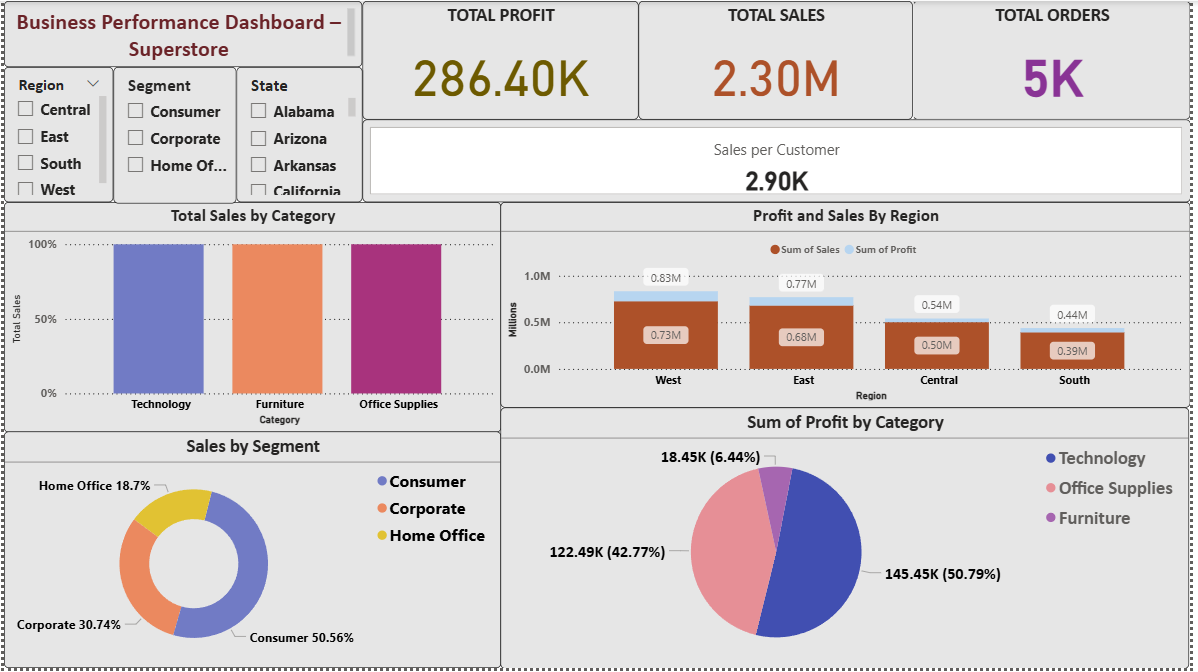 Business Performance Dashboard –
Superstore
TOTAL PROFIT
286.40K
TOTAL SALES
2.30M
TOTAL ORDERS
5K
Region
Central
East
South
West
Segment
Consumer
Corporate
Home Of...
State
Alabama
Arizona
Arkansas
California
Sales per Customer
2.90K
Total Sales by Category
Total Sales
100%
50%
0%
Technology
Furniture
Office Supplies
Category
Profit and Sales By Region
Sum of Sales
Sum of Profit
Millions
1.0M
0.5M
0.0M
0.83M
0.73M
0.77M
0.68M
0.54M
0.50M
0.44M
0.39M
West
East
Central
South
Region
Sales by Segment
Home Office 18.7%
Corporate 30.74%
Consumer 50.56%
Consumer
Corporate
Home Office
Sum of Profit by Category
18.45K (6.44%)
122.49K (42.77%)
145.45K (50.79%)
Technology
Office Supplies
Furniture